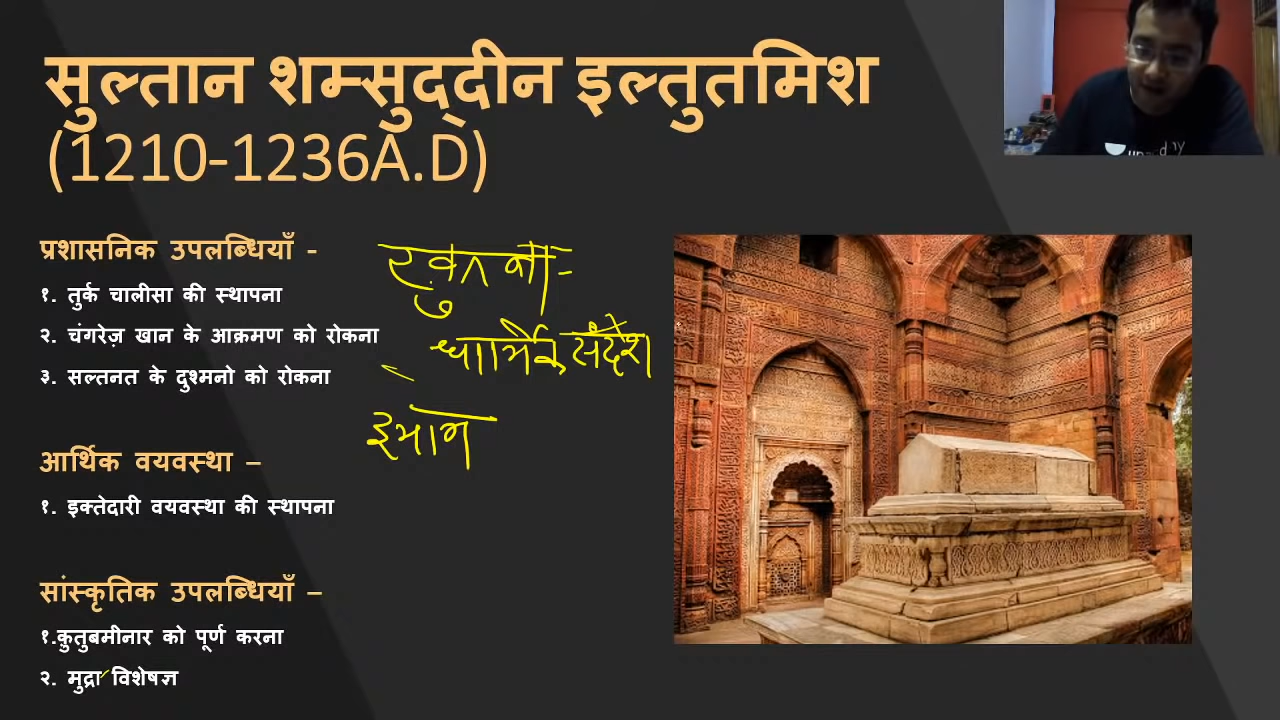 सुल्तान शम्सुद्दीन इल्तुतमिश
(1210-1236A.D)
प्रशासनिक उपलब्धियाँ -
१. तुर्क चालीसा की स्थापना
२. चंगरेज़ खान के आक्रमण को रोकना
३. सल्तनत के दुश्मनो को रोकना
आर्थिक वयवस्था –
१. इक्तेदारी वयवस्था की स्थापना
सांस्कृतिक उपलब्धियाँ –
१.कुतुबमीनार को पूर्ण करना
२. मुद्रा विशेषज्ञ
धार्मिक संदेश
इमाम